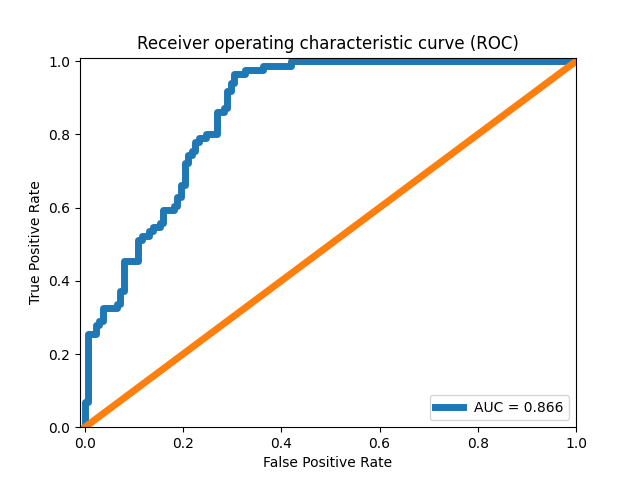 Receiver operating characteristic curve (ROC)
True Positive Rate
1.0
0.8
0.6
0.4
0.2
0.0
0.0 0.2 0.4 0.6 0.8 1.0
False Positive Rate
AUC = 0.866